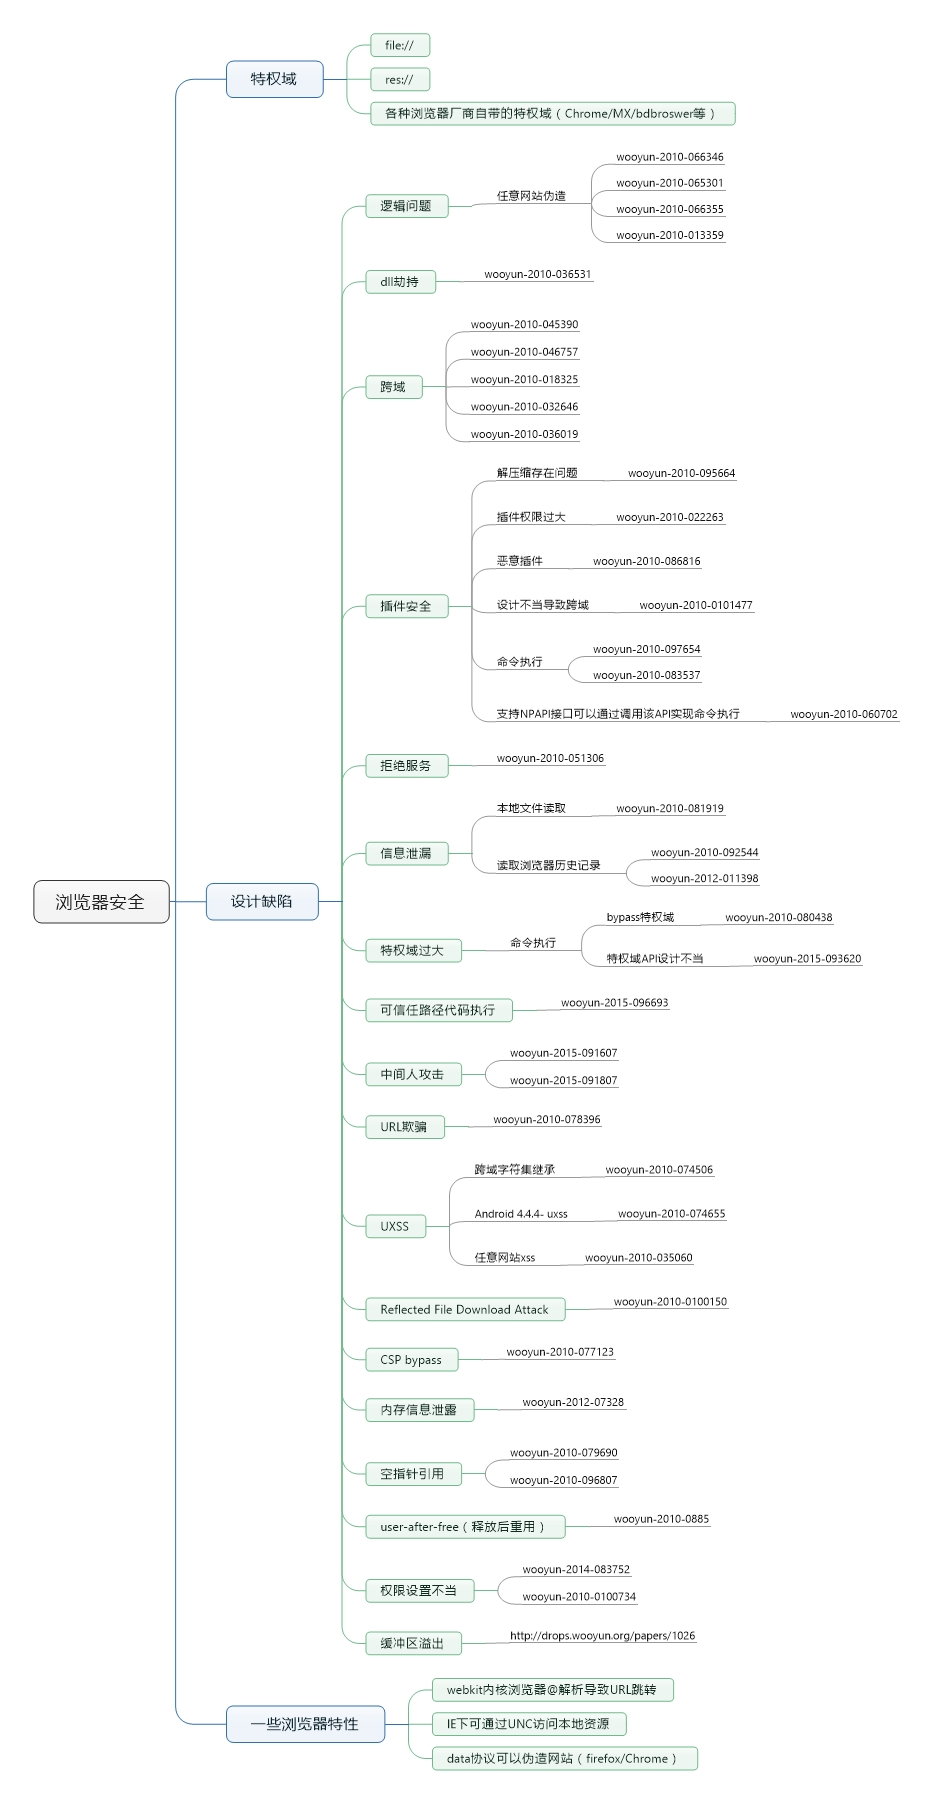 浏览器安全
特权域
file://
res://
各种浏览器厂商自带的特权域（Chrome/MX/bdbroswer等）
设计缺陷
逻辑问题
任意网站伪造
wooyun-2010-066346
wooyun-2010-065301
wooyun-2010-066355
wooyun-2010-013359
dll劫持
wooyun-2010-036531
跨域
wooyun-2010-045390
wooyun-2010-046757
wooyun-2010-018325
wooyun-2010-032646
wooyun-2010-036019
插件安全
解压缩存在问题
wooyun-2010-095664
插件权限过大
wooyun-2010-022263
恶意插件
wooyun-2010-086816
设计不当导致跨域
wooyun-2010-0101477
命令执行
wooyun-2010-097654
wooyun-2010-083537
支持NPAPI接口可以通过调用该API实现命令执行
wooyun-2010-060702
拒绝服务
wooyun-2010-051306
信息泄漏
本地文件读取
wooyun-2010-081919
读取浏览器历史记录
wooyun-2010-092544
wooyun-2012-011398
特权域过大
命令执行
bypass特权域
wooyun-2010-080438
特权域API设计不当
wooyun-2015-093620
可信任路径代码执行
wooyun-2015-096693
中间人攻击
wooyun-2015-091607
wooyun-2015-091807
URL欺骗
wooyun-2010-078396
UXSS
跨域字符集继承
wooyun-2010-074506
Android 4.4.4- uxss
wooyun-2010-074655
任意网站xss
wooyun-2010-035060
Reflected File Download Attack
wooyun-2010-0100150
CSP bypass
wooyun-2010-077123
内存信息泄露
wooyun-2012-07328
空指针引用
wooyun-2010-079690
wooyun-2010-096807
user-after-free（释放后重用）
wooyun-2010-0885
权限设置不当
wooyun-2014-083752
wooyun-2010-0100734
缓冲区溢出
http://drops.wooyun.org/papers/1026
一些浏览器特性
webkit内核浏览器@解析导致URL跳转
IE下可通过UNC访问本地资源
data协议可以伪造网站（firefox/Chrome）